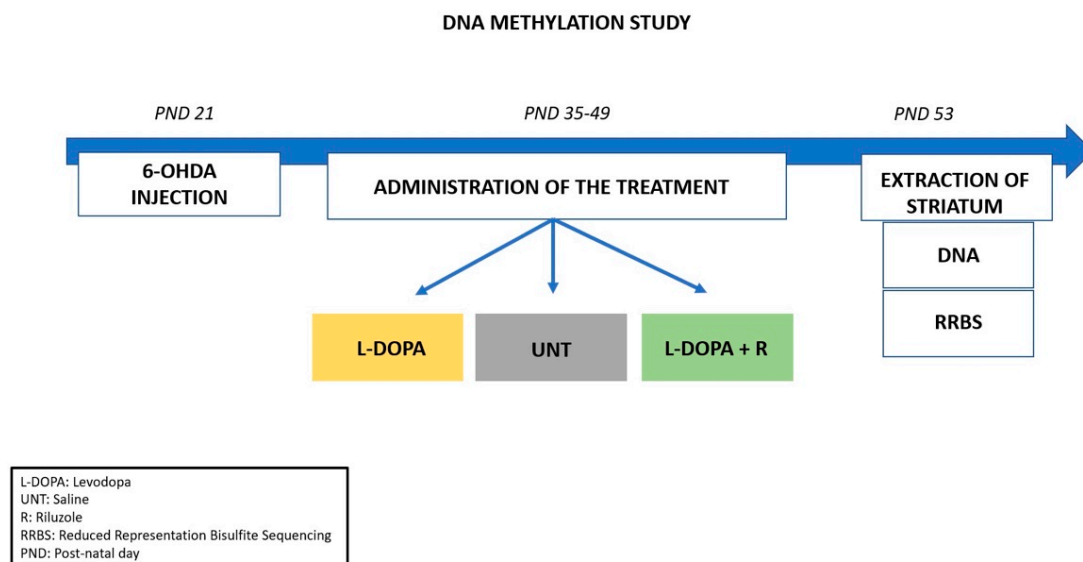 DNA METHYLATION STUDY
PND 21
PND 35-49
PND 53
6-OHDA
INJECTION
ADMINISTRATION OF THE TREATMENT
EXTRACTION OF
STRIATUM
DNA
RRBS
L-DOPA
UNT
L-DOPA + R
L-DOPA: Levodopa
UNT: Saline
R: Riluzole
RRBS: Reduced Representation Bisulfite Sequencing
PND: Post-natal day